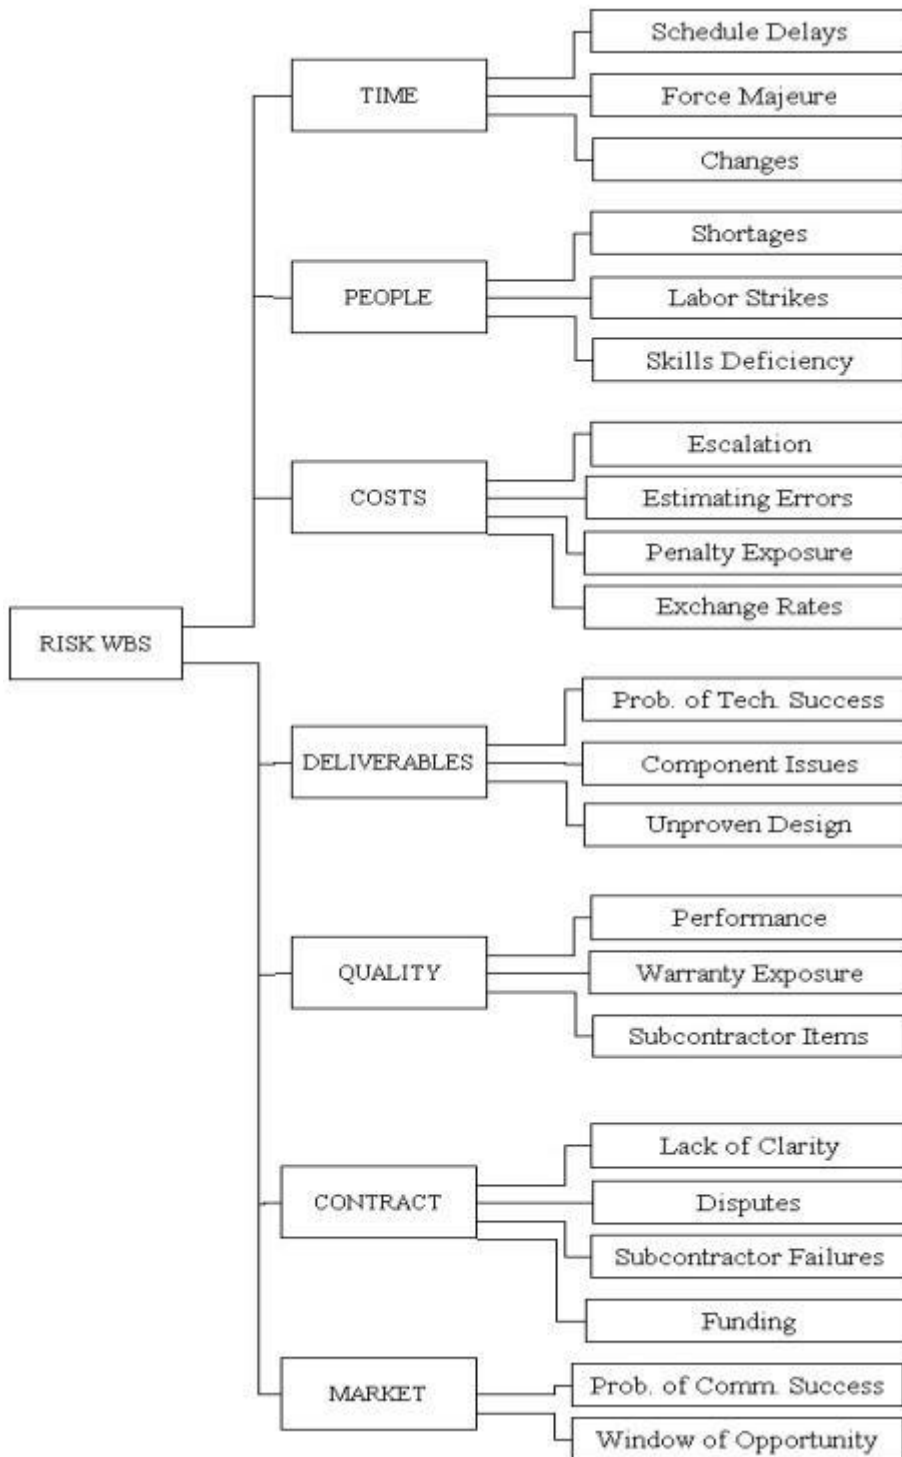 Schedule Delays
TIME
Force Majeure
Changes
Shortages
PEOPLE
Labor Strikes
Skills Deficiency
Escalation
COSTS
Estimating Errors
Penalty Exposure
Exchange Rates
RISK WBS
Prob. of Tech. Success
DELIVERABLES
Component Issues
Unproven Design
Performance
QUALITY
Warranty Exposure
Subcontractor Items
Lack of Clarity
CONTRACT
Disputes
Subcontractor Failures
Funding
MARKET
Prob. of Comm. Success
Window of Opportunity